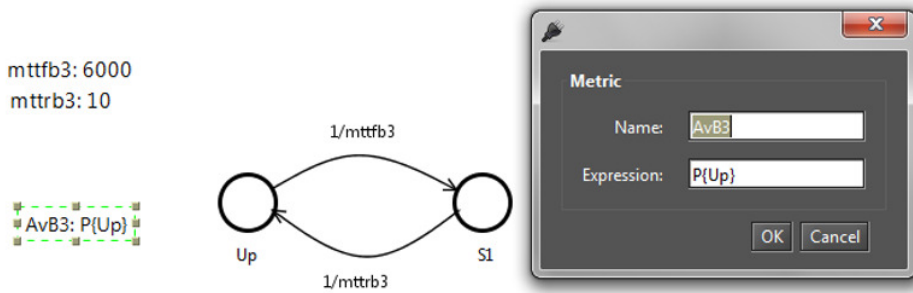 mttfb3: 6000
mttrb3: 10
AvB3: P{Up}
1/mttfb3
Up
S1
1/mttrb3
Metric
Name: AvB3
Expression: P{Up}
OK Cancel